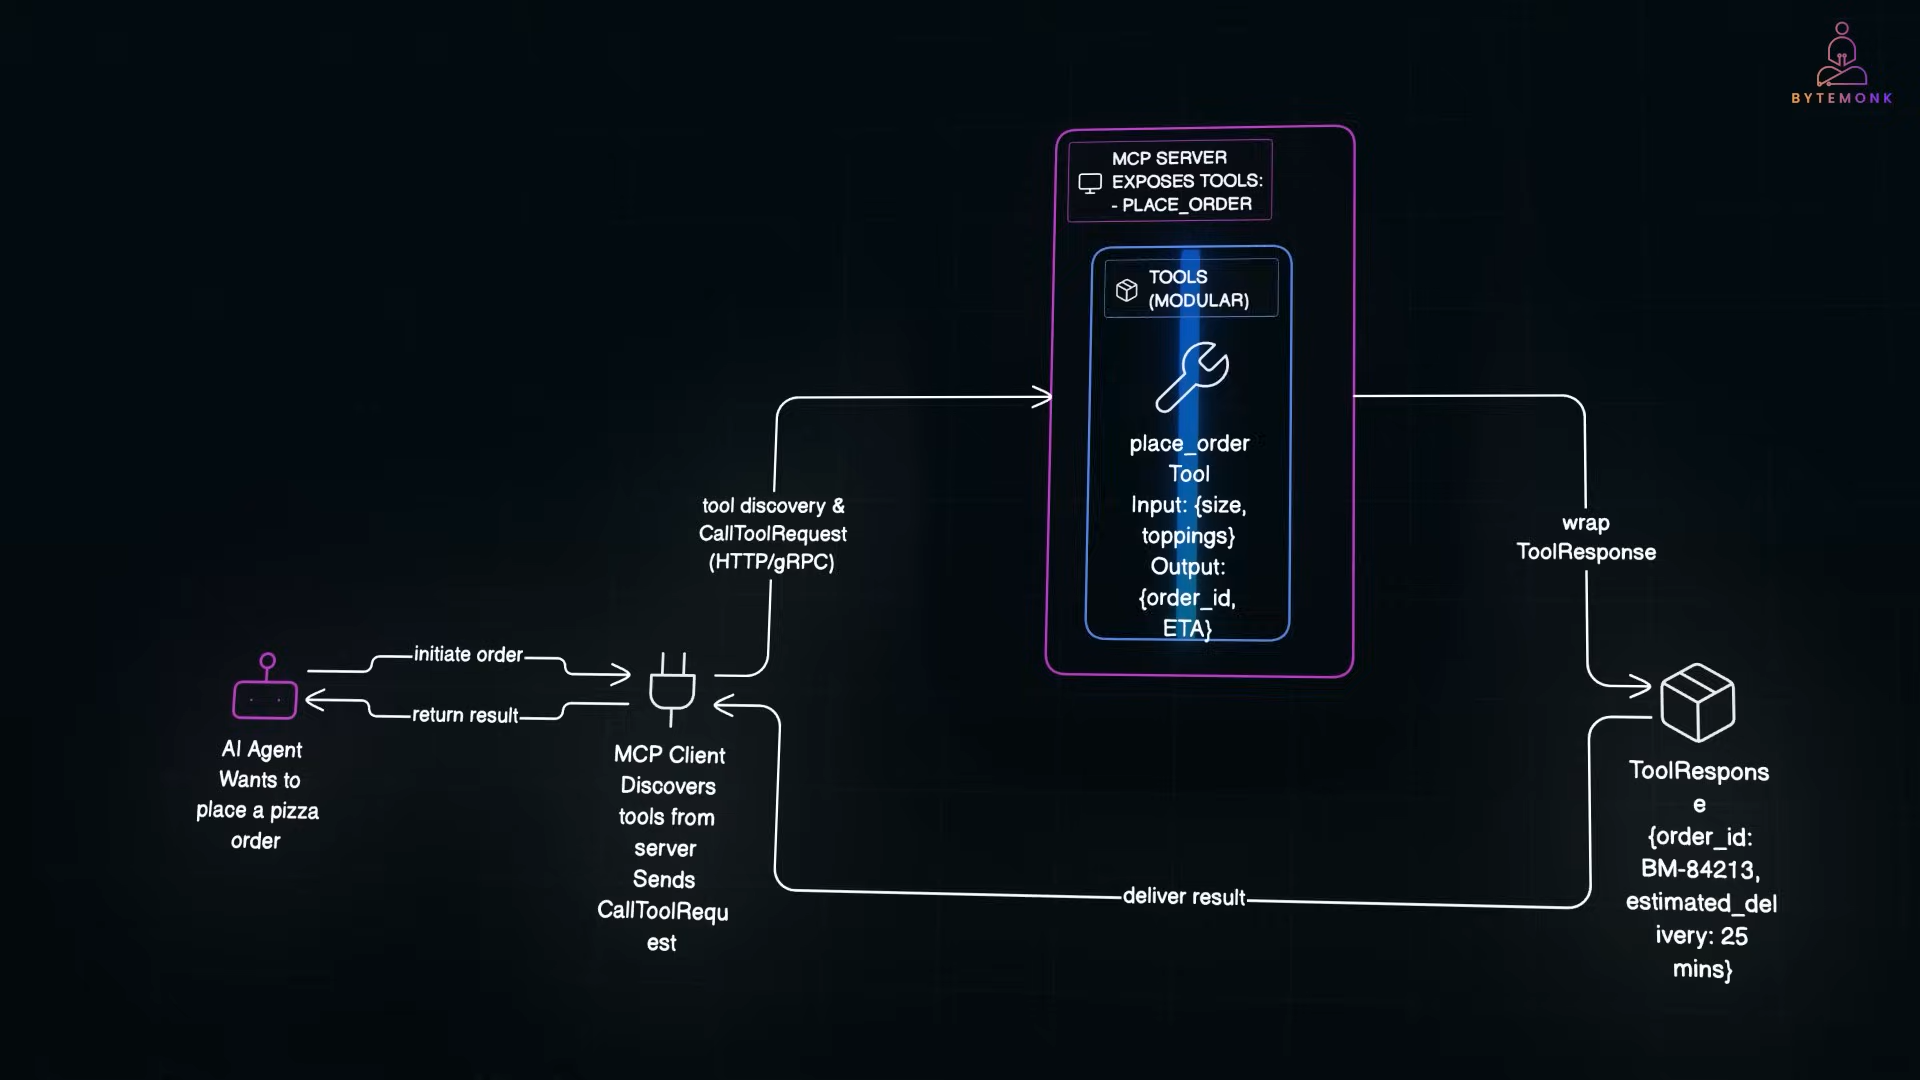 BYTEMONK
MCP SERVER
EXPOSES TOOLS:
- PLACE_ORDER
TOOLS
(MODULAR)
place_order
Tool
Input: {size,
toppings}
Output:
{order_id,
ETA}
tool discovery &
CallToolRequest
(HTTP/gRPC)
wrap
ToolResponse
initiate order
return result
AI Agent
Wants to
place a pizza
order
MCP Client
Discovers
tools from
server
Sends
CallToolRequ
est
deliver result
ToolRespons
e
{order_id:
BM-84213,
estimated_del
ivery: 25
mins}